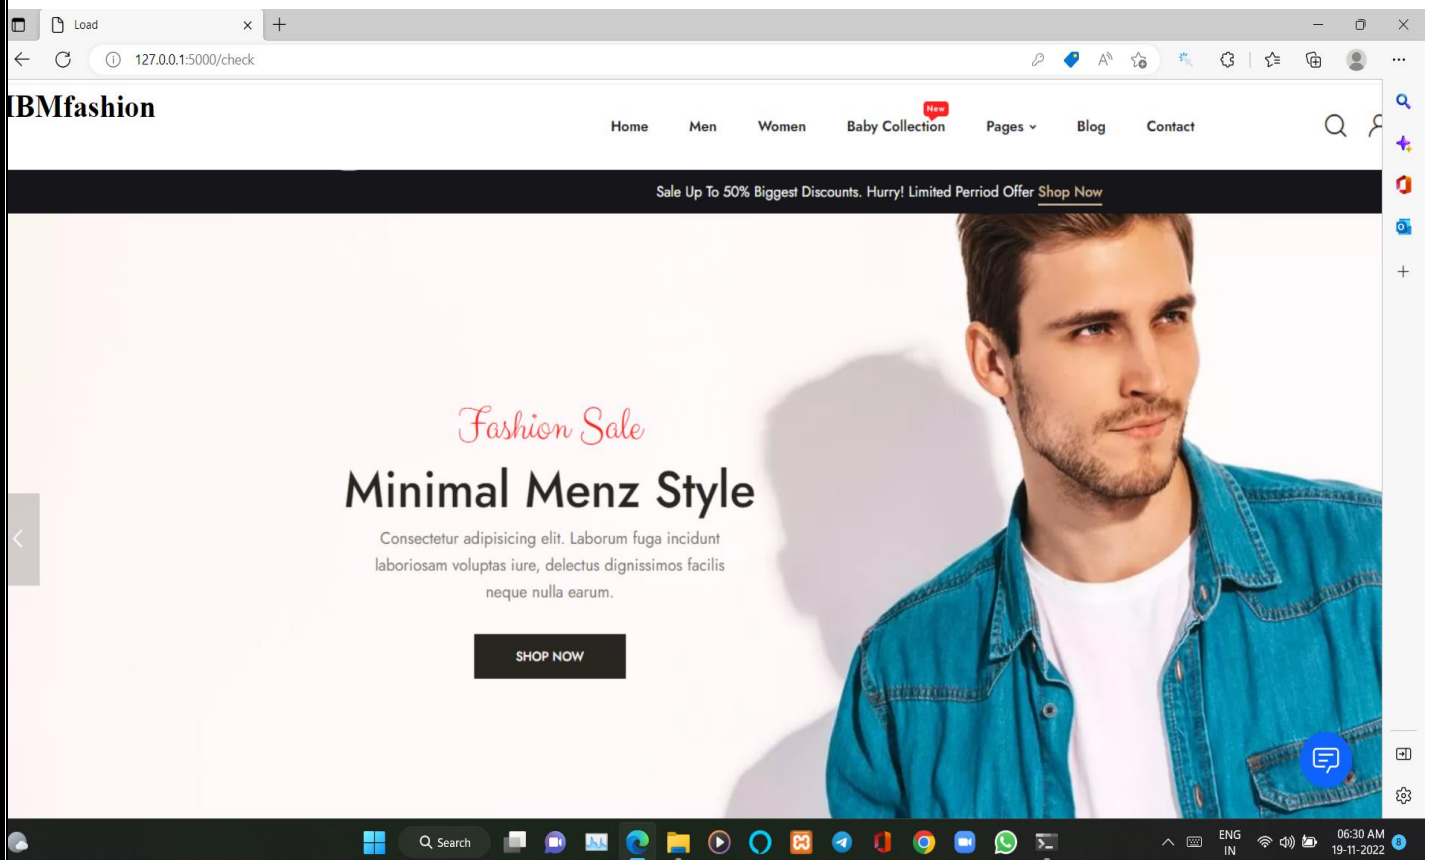 Load
127.0.0.1:5000/check
IBMfashion
New
Home Men Women Baby Collection Pages Blog Contact
Sale Up To 50% Biggest Discounts. Hurry! Limited Perriod Offer Shop Now
Fashion Sale
Minimal Menz Style
Consectetur adipisicing elit. Laborum fuga incidunt
laboriosam voluptas iure, delectus dignissimos facilis
neque nulla earum.
SHOP NOW
Search
ENG
IN
06:30 AM
19-11-2022
8